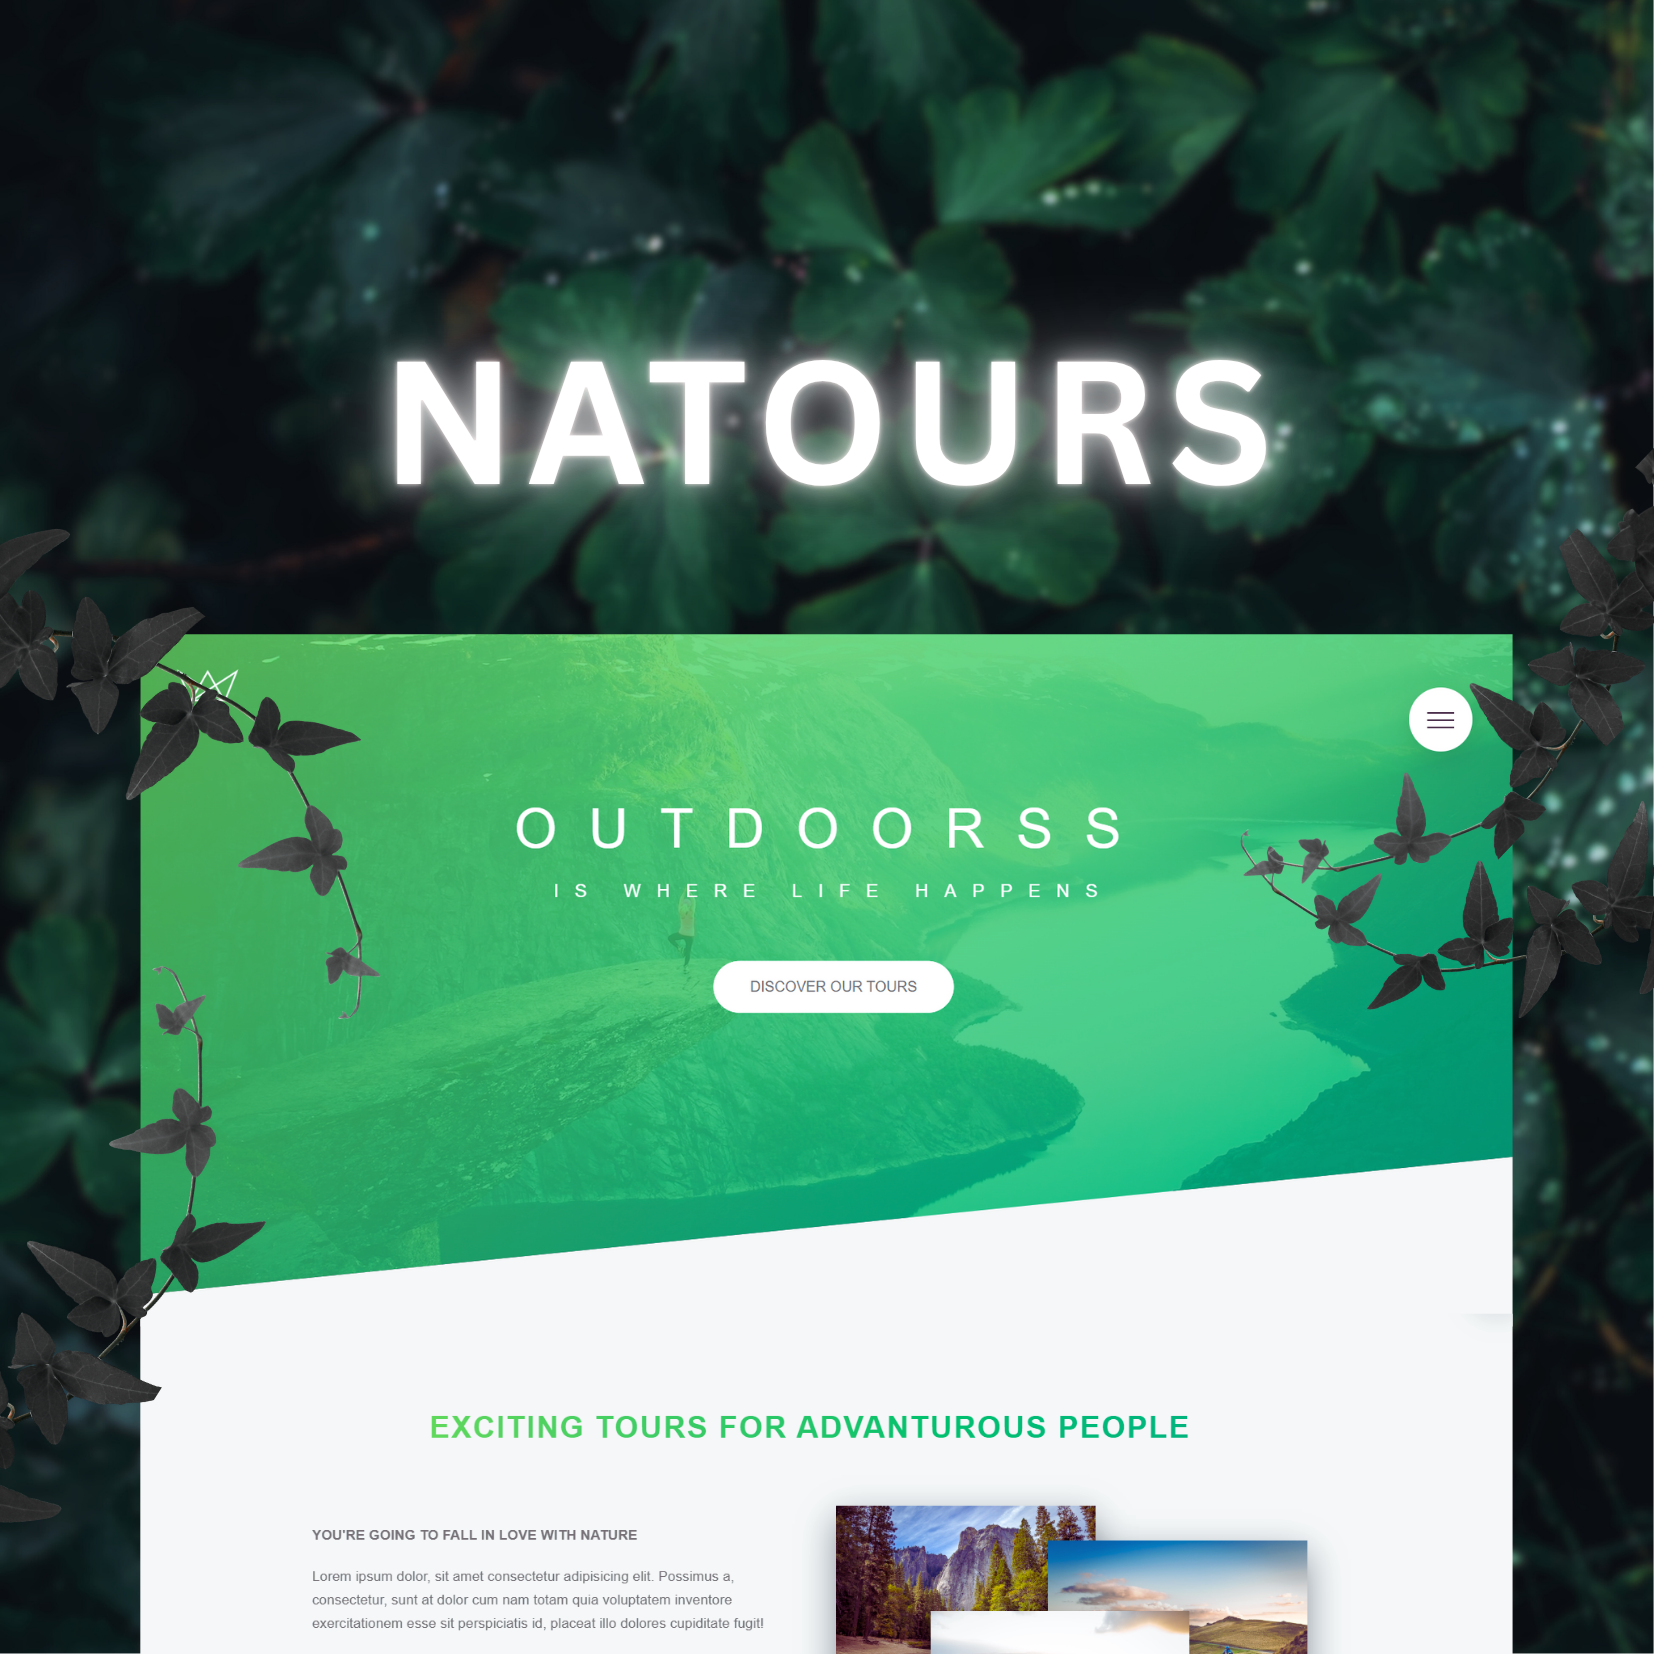 NATOURS
OUTDOORSS
IS WHERE LIFE HAPPENS
DISCOVER OUR TOURS
EXCITING TOURS FOR ADVANTUROUS PEOPLE
YOU'RE GOING TO FALL IN LOVE WITH NATURE
Lorem ipsum dolor, sit amet consectetur adipisicing elit. Possimus a,
consectetur, sunt at dolor cum nam totam quia voluptatem inventore
exercitationem esse sit perspiciatis id, placeat illo dolores cupiditate fugit!